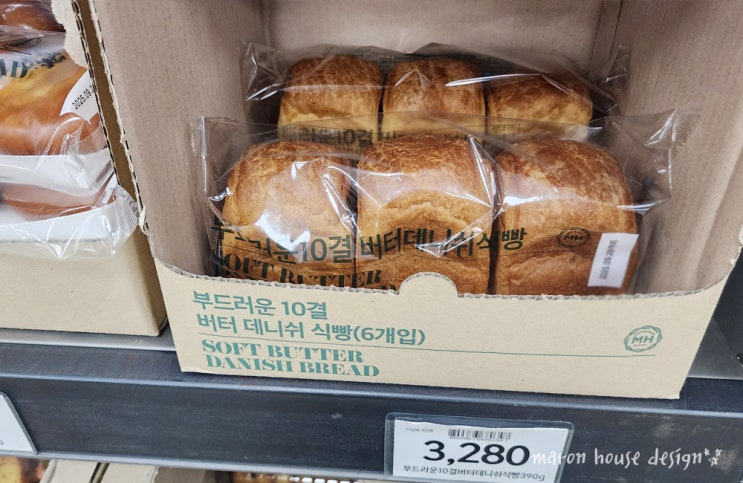 부드러운10결 버터데니쉬식빵
SOFT BUTTER
부드러운 10결
버터 데니쉬 식빵(6개입)
SOFT BUTTER
DANISH BREAD
MH
3,280
부드러운10결버터데니쉬식빵390g
maron house design